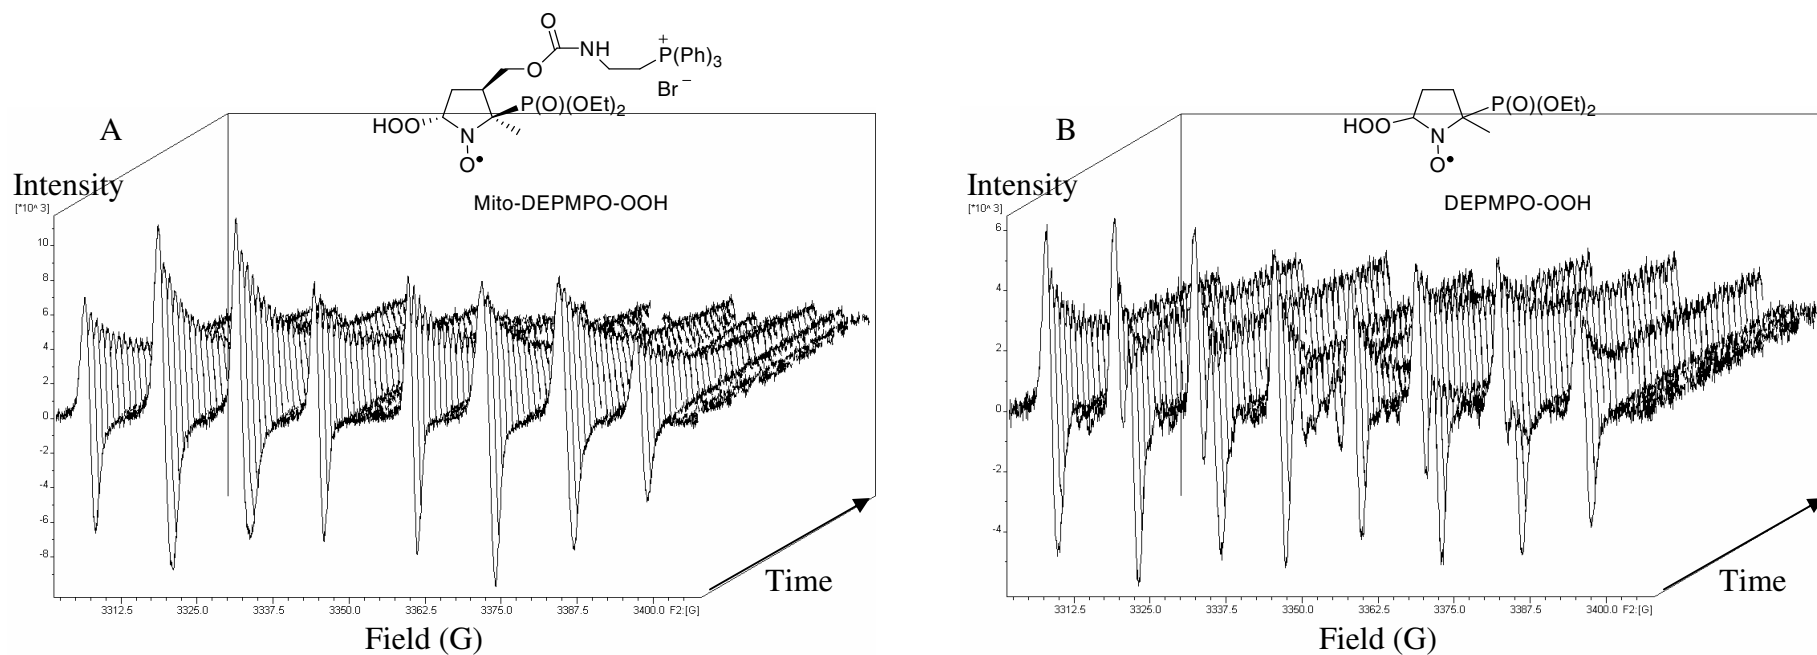 O
O
NH
+
P(Ph)3
Br −
P(O)(OEt)2
HOO
N
O•
A
Mito-DEPMPO-OOH
Intensity
[*10^ 3]
10
8
6
4
2
0
-2
-4
-6
-8
3312.5 3325.0 3337.5 3350.0 3362.5 3375.0 3387.5 3400.0 F2:[G]
Time
Field (G)
P(O)(OEt)2
HOO
N
O•
B
DEPMPO-OOH
Intensity
[*10^ 3]
6
4
2
0
-2
-4
3312.5 3325.0 3337.5 3350.0 3362.5 3375.0 3387.5 3400.0 F2:[G]
Time
Field (G)